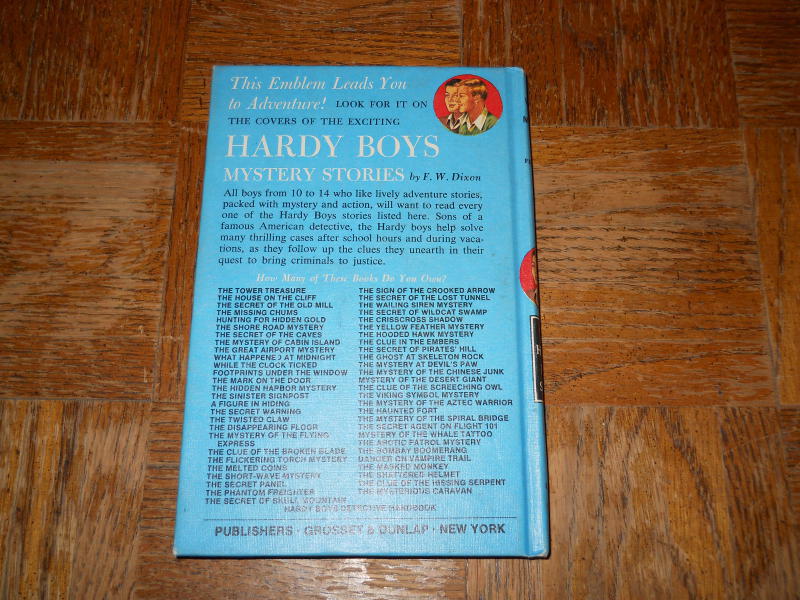 This Emblem Leads You
to Adventure! LOOK FOR IT ON
THE COVERS OF THE EXCITING
HARDY BOYS
MYSTERY STORIES by F. W. Dixon
All boys from 10 to 14 who like lively adventure stories,
packed with mystery and action, will want to read every
one of the Hardy Boys stories listed here. Sons of a
famous American detective, the Hardy boys help solve
many thrilling cases after school hours and during vaca-
tions, as they follow up the clues they unearth in their
quest to bring criminals to justice.
How Many of These Books Do You Own?
THE TOWER TREASURE
THE HOUSE ON THE CLIFF
THE SECRET OF THE OLD MILL
THE MISSING CHUMS
HUNTING FOR HIDDEN GOLD
THE SHORE ROAD MYSTERY
THE SECRET OF THE CAVES
THE MYSTERY OF CABIN ISLAND
THE GREAT AIRPORT MYSTERY
WHAT HAPPENED AT MIDNIGHT
WHILE THE CLOCK TICKED
FOOTPRINTS UNDER THE WINDOW
THE MARK ON THE DOOR
THE HIDDEN HARBOR MYSTERY
THE SINISTER SIGNPOST
A FIGURE IN HIDING
THE SECRET WARNING
THE TWISTED CLAW
THE DISAPPEARING FLOOR
THE MYSTERY OF THE FLYING
EXPRESS
THE CLUE OF THE BROKEN BLADE
THE FLICKERING TORCH MYSTERY
THE MELTED COINS
THE SHORT-WAVE MYSTERY
THE SECRET PANEL
THE PHANTOM FREIGHTER
THE SECRET OF SKULL MOUNTAIN
THE SIGN OF THE CROOKED ARROW
THE SECRET OF THE LOST TUNNEL
THE WAILING SIREN MYSTERY
THE SECRET OF WILDCAT SWAMP
THE CRISSCROSS SHADOW
THE YELLOW FEATHER MYSTERY
THE HOODED HAWK MYSTERY
THE CLUE IN THE EMBERS
THE SECRET OF PIRATES' HILL
THE GHOST AT SKELETON ROCK
THE MYSTERY AT DEVIL'S PAW
THE MYSTERY OF THE CHINESE JUNK
MYSTERY OF THE DESERT GIANT
THE CLUE OF THE SCREECHING OWL
THE VIKING SYMBOL MYSTERY
THE MYSTERY OF THE AZTEC WARRIOR
THE HAUNTED FORT
THE MYSTERY OF THE SPIRAL BRIDGE
THE SECRET AGENT ON FLIGHT 101
MYSTERY OF THE WHALE TATTOO
THE ARCTIC PATROL MYSTERY
THE BOMBAY BOOMERANG
DANGER ON VAMPIRE TRAIL
THE MASKED MONKEY
THE SHATTERED HELMET
THE CLUE OF THE HISSING SERPENT
THE MYSTERIOUS CARAVAN
HARDY BOYS DETECTIVE HANDBOOK
PUBLISHERS · GROSSET & DUNLAP · NEW YORK